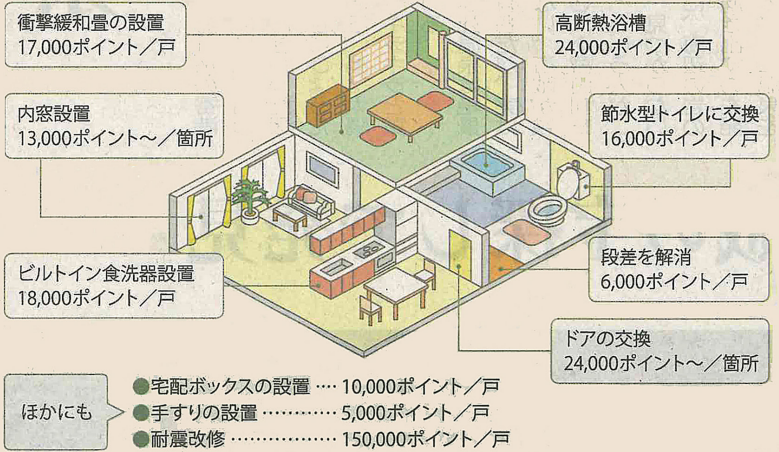 衝撃緩和畳の設置
17,000ポイント／戸
高断熱浴槽
24,000ポイント／戸
内窓設置
13,000ポイント～／箇所
節水型トイレに交換
16,000ポイント／戸
ビルトイン食洗器設置
18,000ポイント／戸
段差を解消
6,000ポイント／戸
ドアの交換
24,000ポイント～／箇所
ほかにも
●宅配ボックスの設置 … 10,000ポイント／戸
●手すりの設置 ………… 5,000ポイント／戸
●耐震改修 ……………… 150,000ポイント／戸